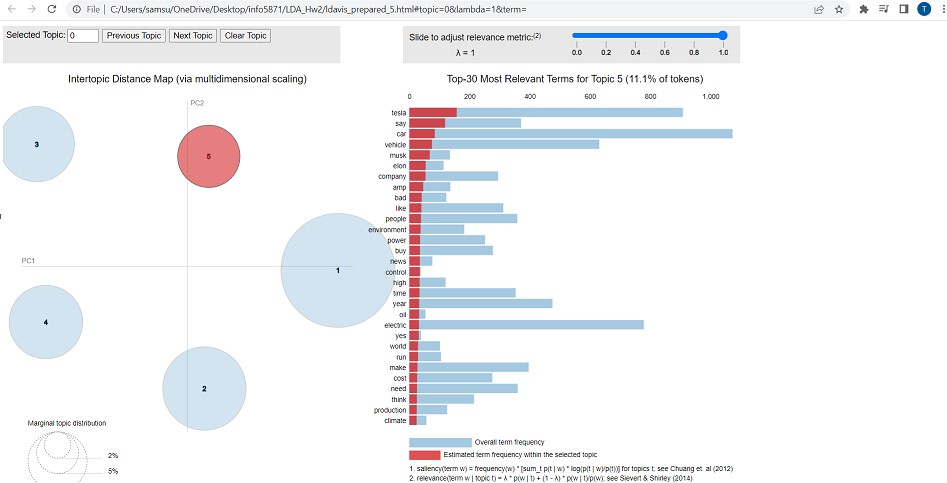 File | C:/Users/samsu/OneDrive/Desktop/info5871/LDA_Hw2/ldavis_prepared_5.html#topic=0&lambda=1&term=
T
Selected Topic: 0 Previous Topic Next Topic Clear Topic
Slide to adjust relevance metric:(2)
λ = 1
0.0 0.2 0.4 0.6 0.8 1.0
Intertopic Distance Map (via multidimensional scaling)
PC2
PC1
3
5
1
4
2
Marginal topic distribution
2%
5%
Top-30 Most Relevant Terms for Topic 5 (11.1% of tokens)
0 200 400 600 800 1,000
tesla
say
car
vehicle
musk
elon
company
amp
bad
like
people
environment
power
buy
news
control
high
time
year
oil
electric
yes
world
run
make
cost
need
think
production
climate
Overall term frequency
Estimated term frequency within the selected topic
1. saliency(term w) = frequency(w) * [sum_t p(t | w) * log(p(t | w)/p(t))] for topics t; see Chuang et. al (2012)
2. relevance(term w | topic t) = λ * p(w | t) + (1 - λ) * p(w | t)/p(w); see Sievert & Shirley (2014)